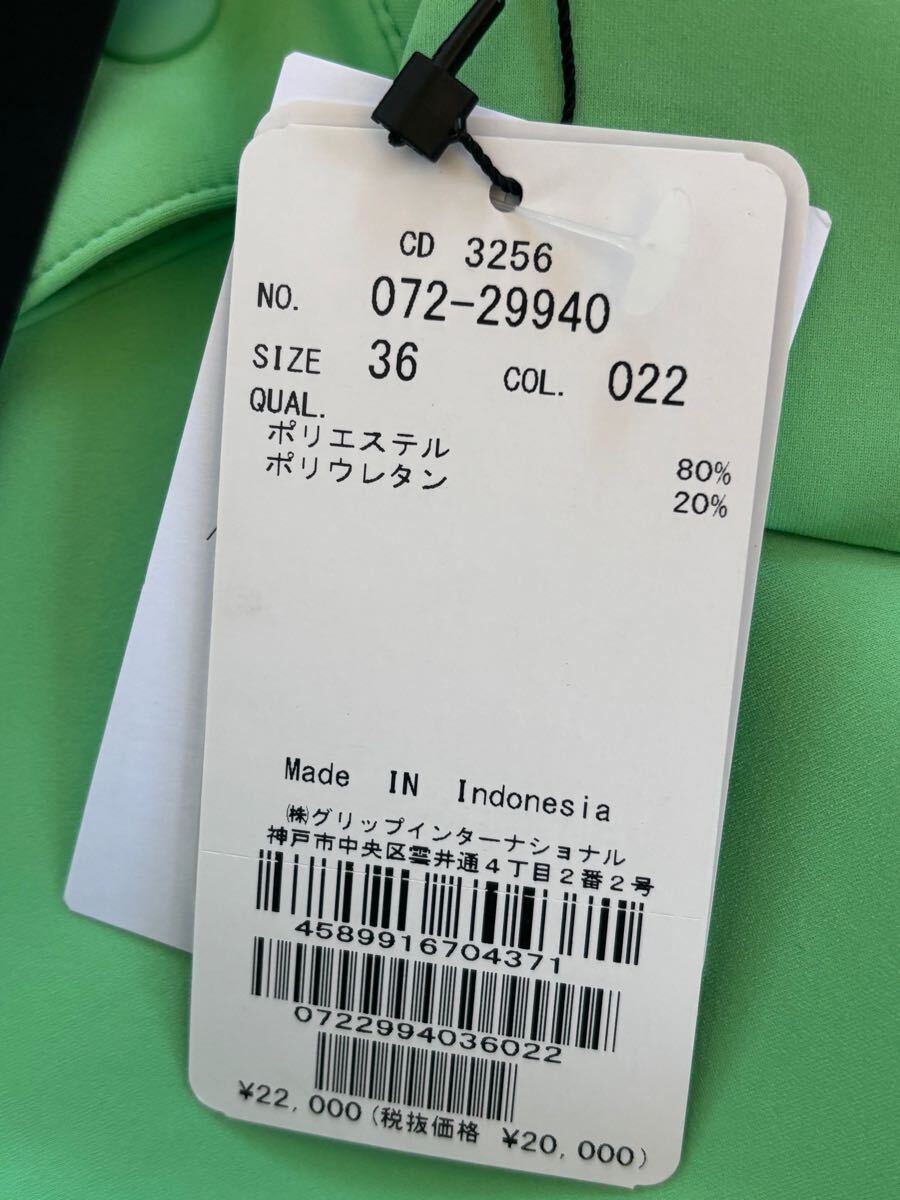 CD 3256
NO. 072-29940
SIZE 36 COL. 022
QUAL.
ポリエステル 80%
ポリウレタン 20%
Made IN Indonesia
㈱グリップインターナショナル
神戸市中央区雲井通4丁目2番2号
4589916704371
0722994036022
¥22,000(税抜価格 ¥20,000)